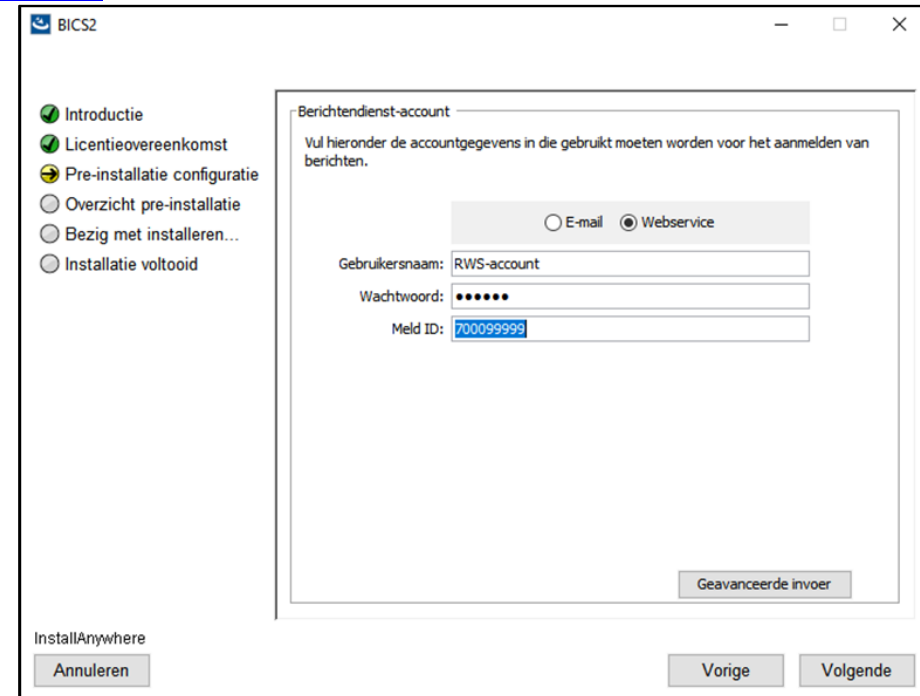 BICS2
Introductie
Licentieovereenkomst
Pre-installatie configuratie
Overzicht pre-installatie
Bezig met installeren...
Installatie voltooid
Berichtendienst-account
Vul hieronder de accountgegevens in die gebruikt moeten worden voor het aanmelden van
berichten.
E-mail Webservice
Gebruikersnaam: RWS-account
Wachtwoord: ••••••
Meld ID: 700099999
Geavanceerde invoer
InstallAnywhere
Annuleren Vorige Volgende